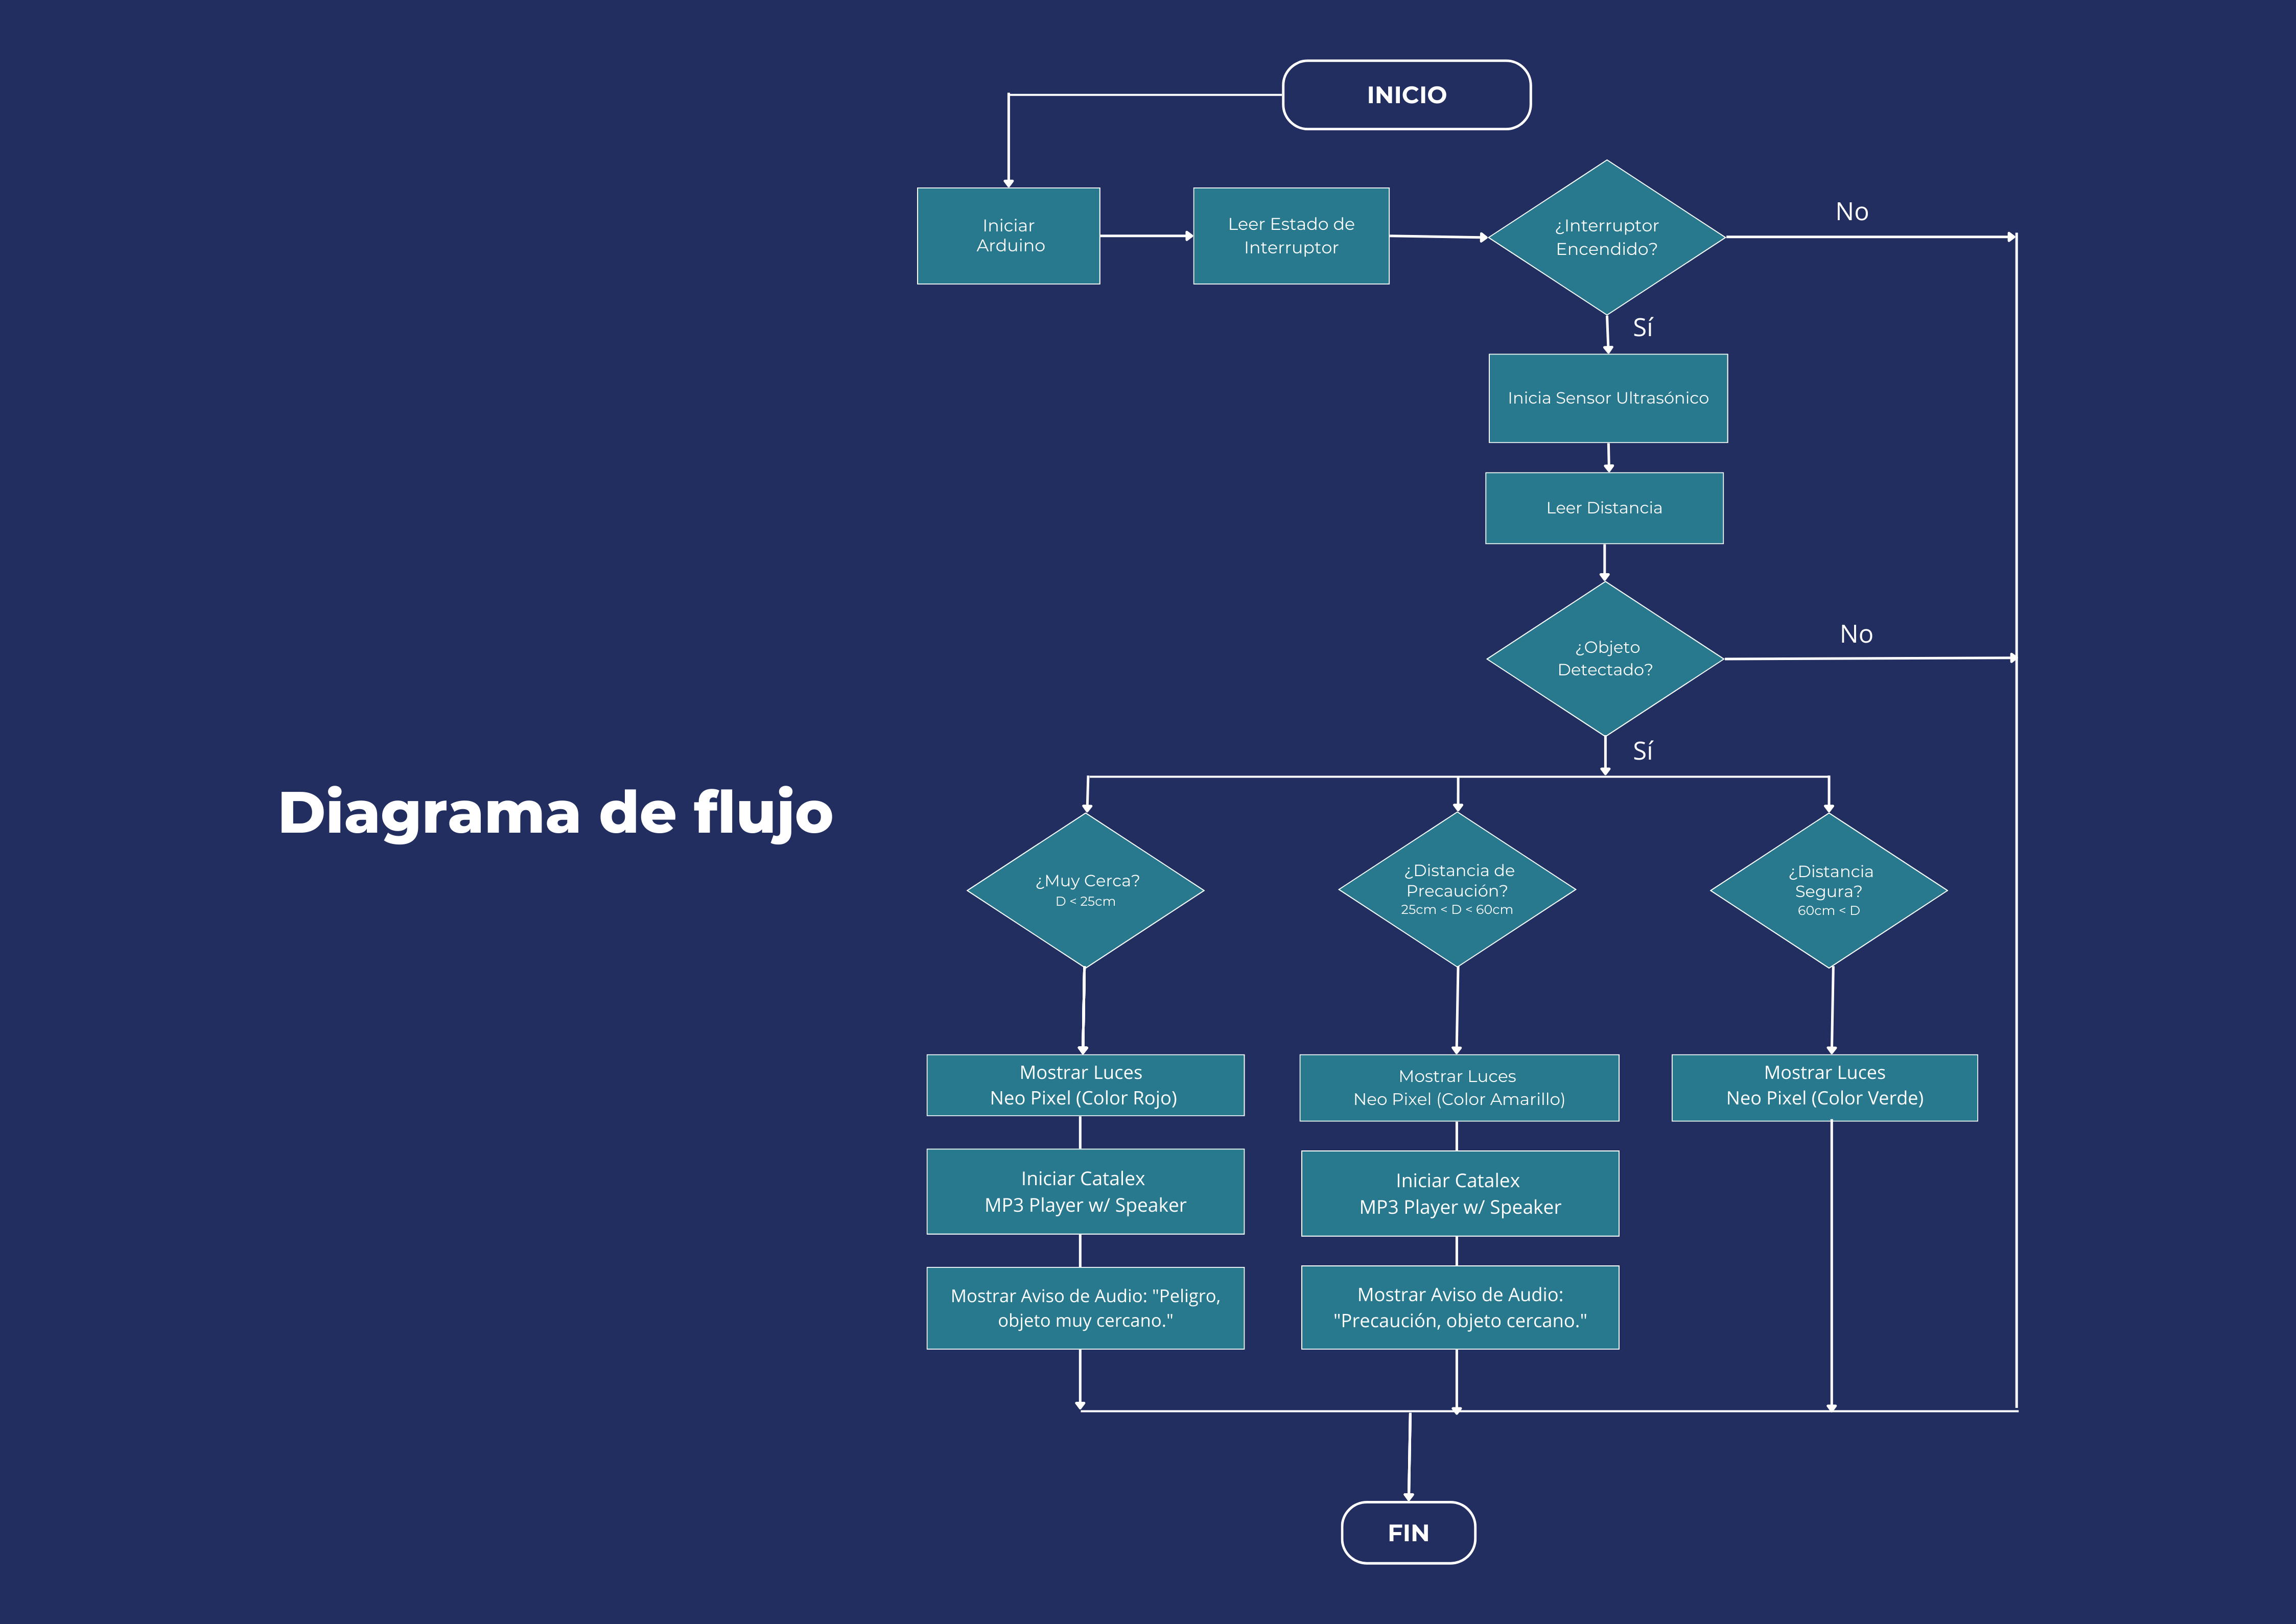 INICIO
Iniciar
Arduino
Leer Estado de
Interruptor
¿Interruptor
Encendido?
No
Sí
Inicia Sensor Ultrasónico
Leer Distancia
¿Objeto
Detectado?
No
Sí
Diagrama de flujo
¿Muy Cerca?
D < 25cm
¿Distancia de
Precaución?
25cm < D < 60cm
¿Distancia
Segura?
60cm < D
Mostrar Luces
Neo Pixel (Color Rojo)
Mostrar Luces
Neo Pixel (Color Amarillo)
Mostrar Luces
Neo Pixel (Color Verde)
Iniciar Catalex
MP3 Player w/ Speaker
Iniciar Catalex
MP3 Player w/ Speaker
Mostrar Aviso de Audio: "Peligro,
objeto muy cercano."
Mostrar Aviso de Audio:
"Precaución, objeto cercano."
FIN